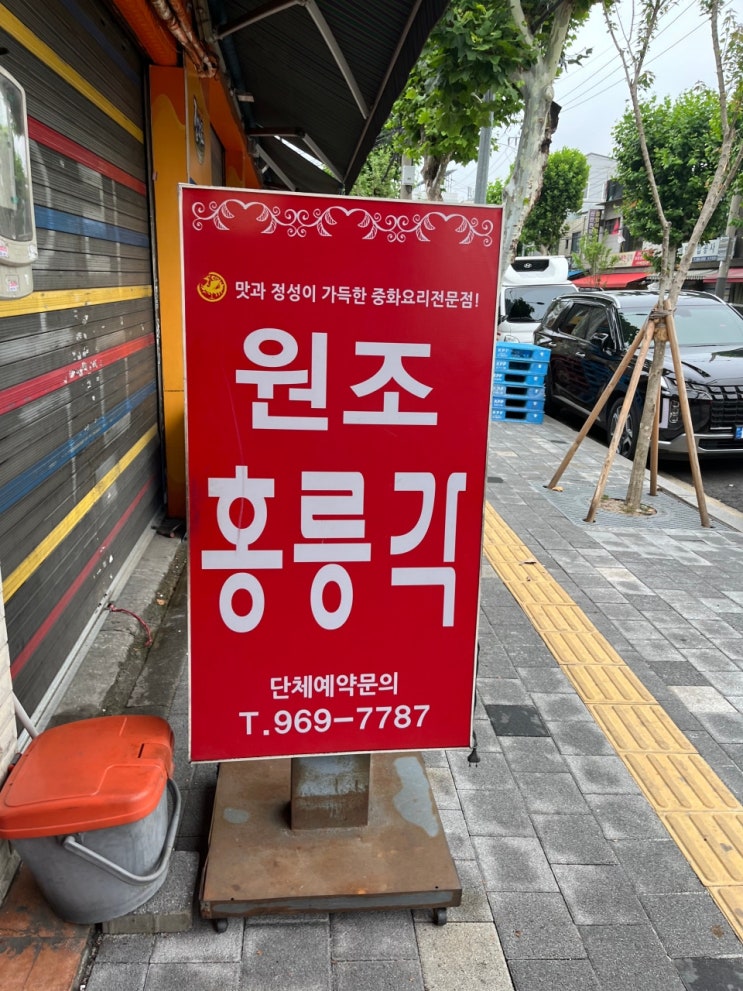 맛과 정성이 가득한 중화요리전문점!
원조
홍릉각
단체예약문의
T.969-7787